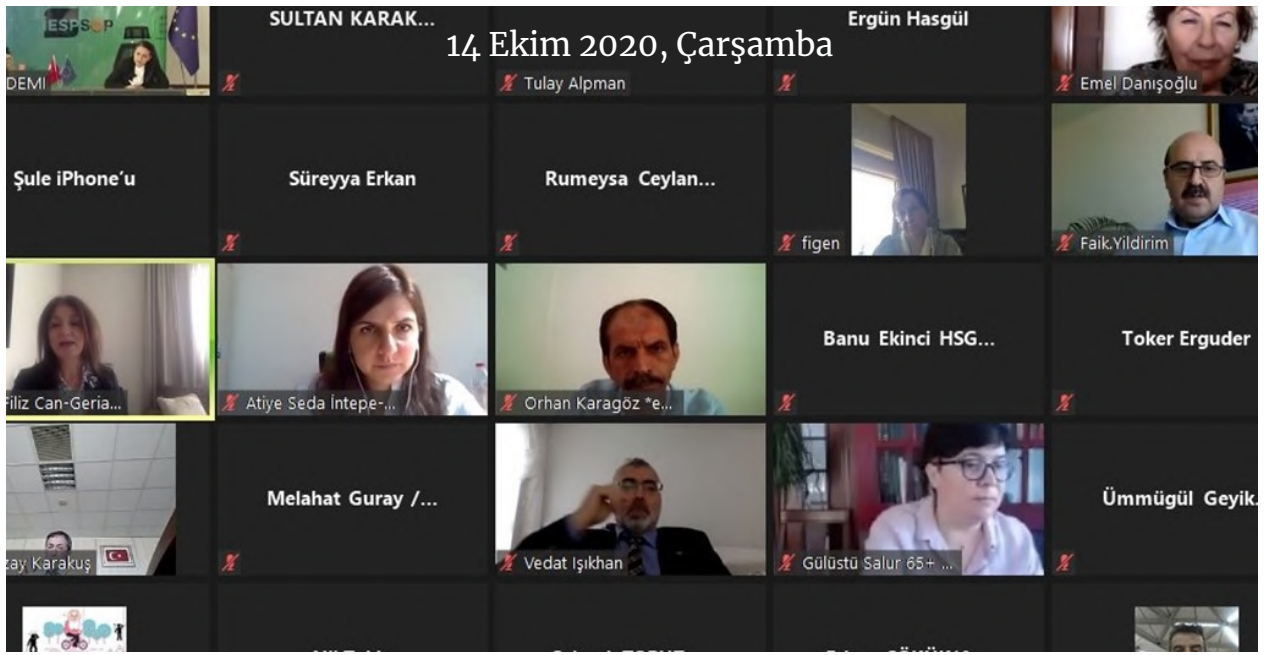 SULTAN KARAK...
Ergün Hasgül
14 Ekim 2020, Çarşamba
DEMI
Tulay Alpman
Emel Danışoğlu
Şule iPhone'u
Süreyya Erkan
Rumeysa Ceylan...
figen
Faik.Yildirim
Filiz Can-Geria...
Atiye Seda İntepe-...
Orhan Karagöz *e...
Banu Ekinci HSG...
Toker Erguder
zay Karakuş
Melahat Guray /...
Vedat Işıkhan
Gülüstü Salur 65+ ...
Ümmügül Geyik.